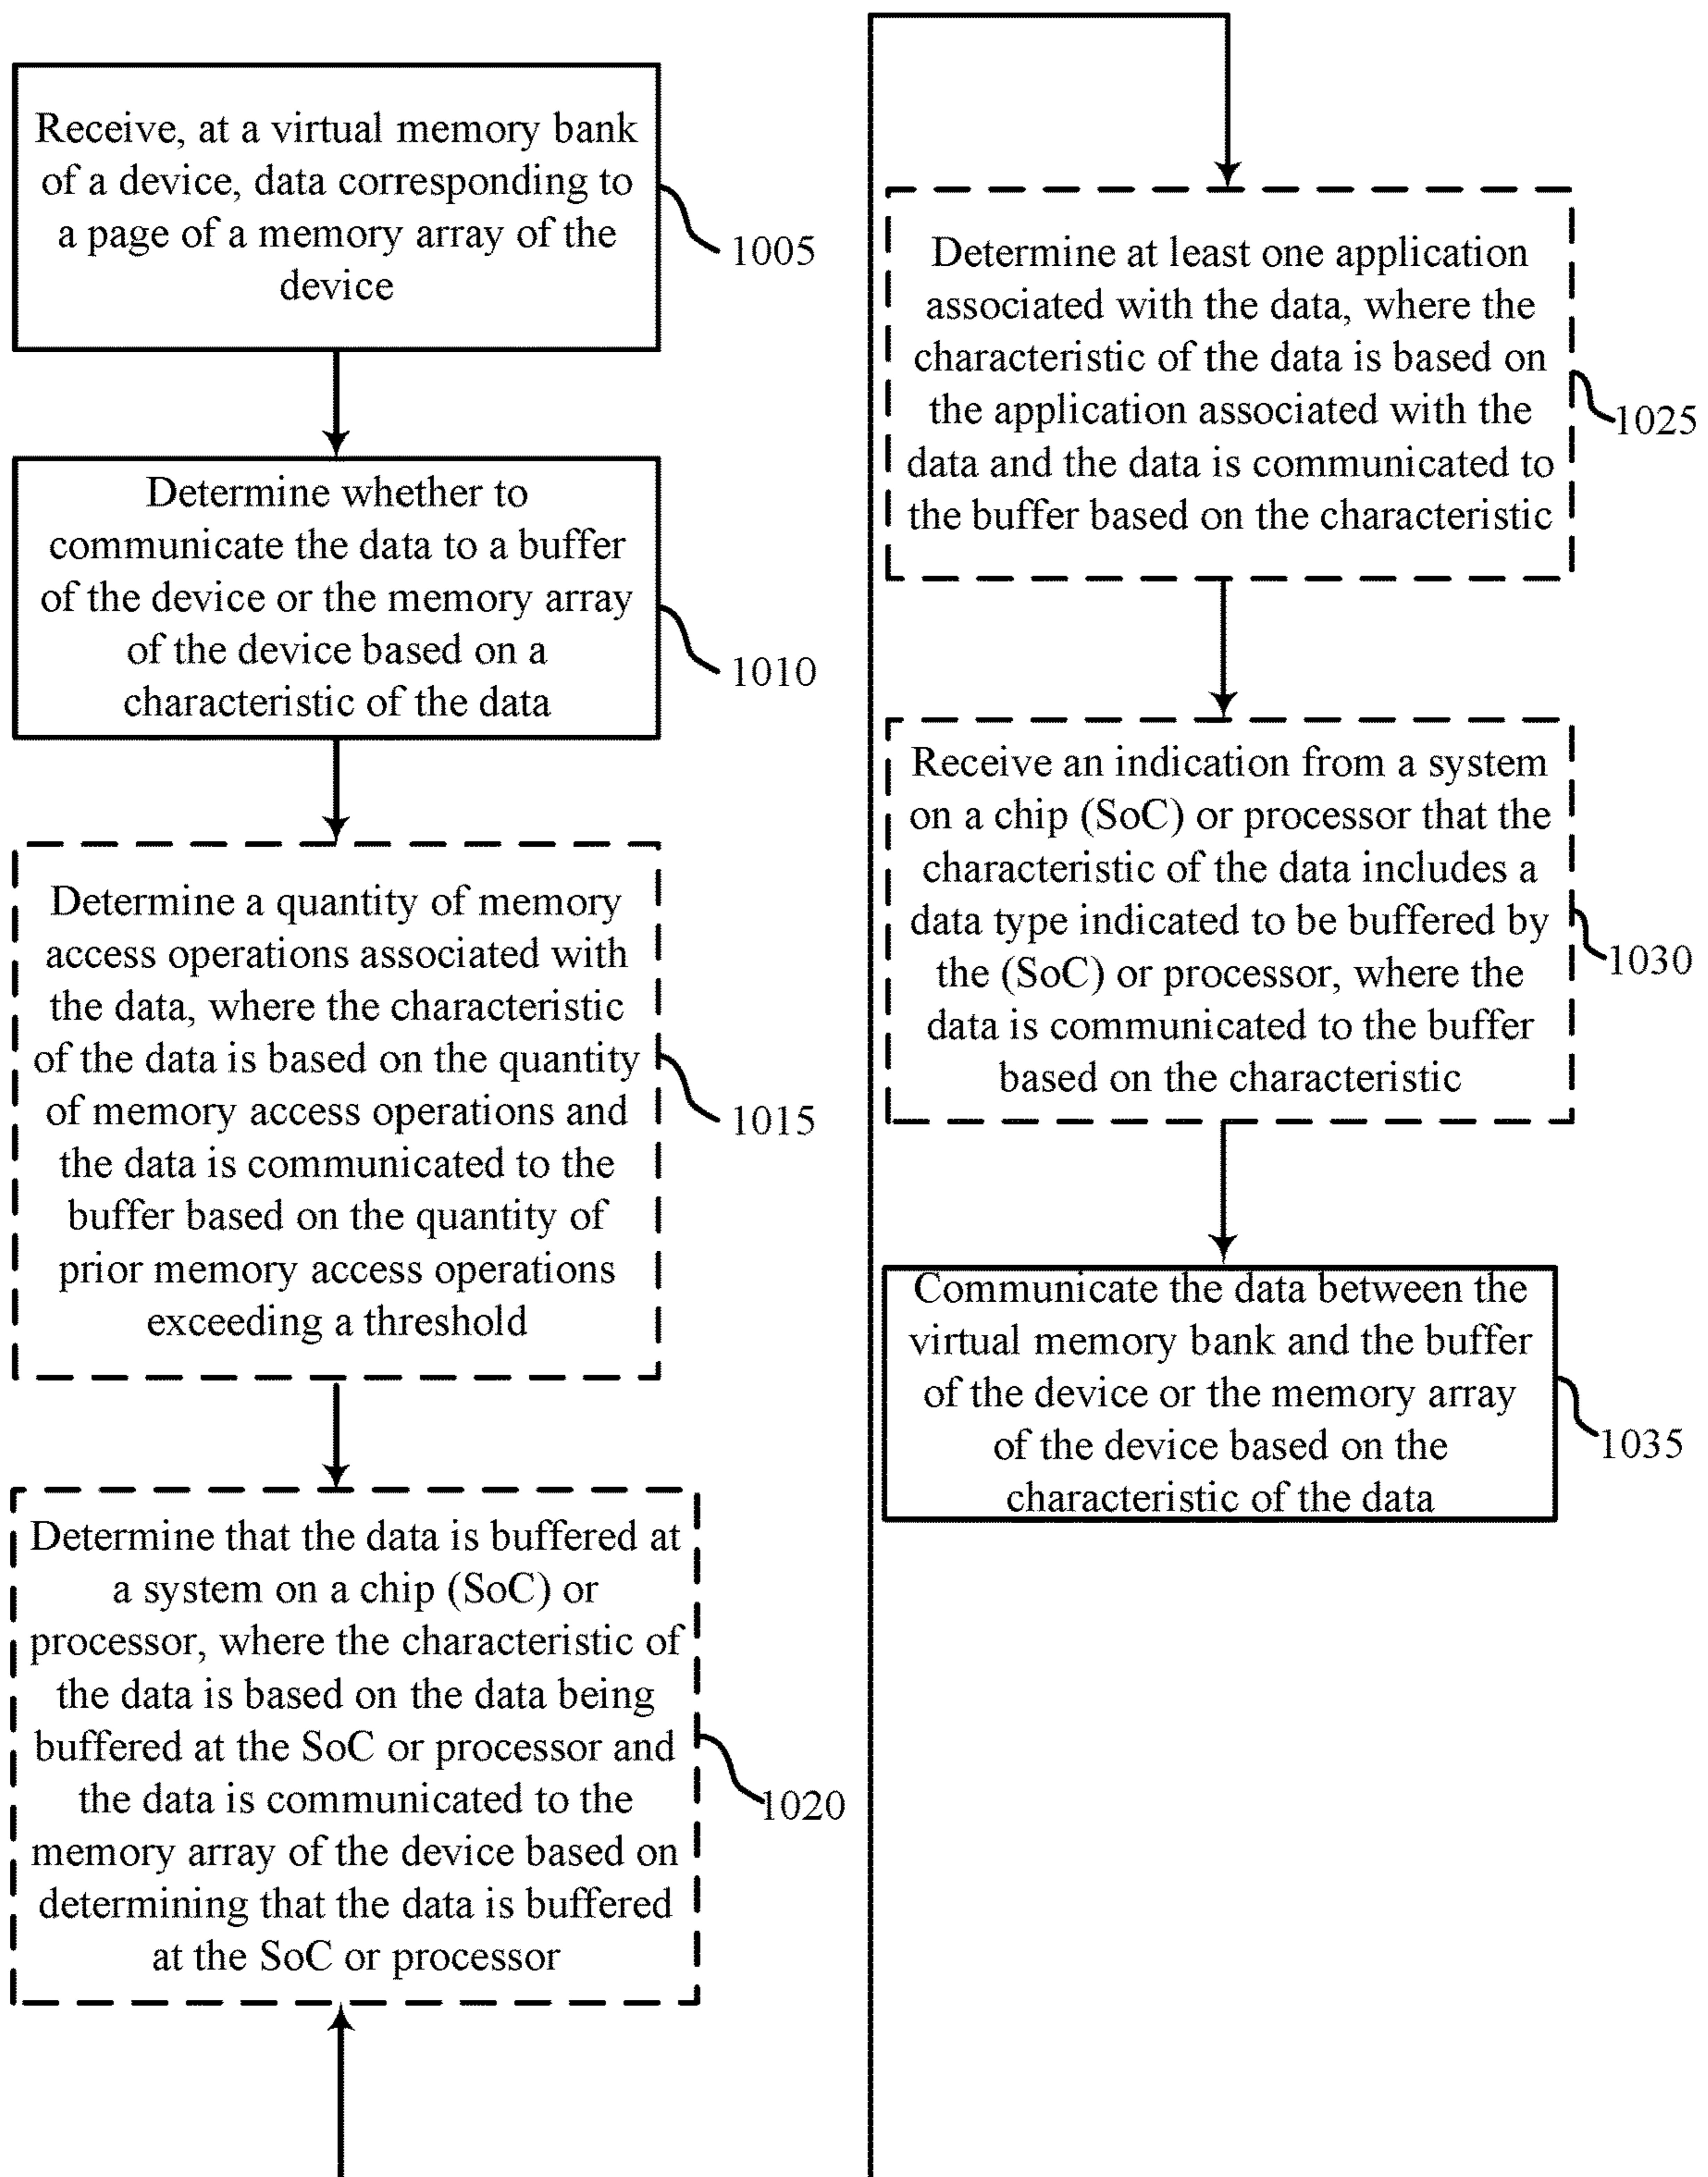 Receive, at a virtual memory bank
of a device, data corresponding to
a page of a memory array of the
device
1005
Determine whether to
communicate the data to a buffer
of the device or the memory array
of the device based on a
characteristic of the data
1010
Determine a quantity of memory
access operations associated with
the data, where the characteristic
of the data is based on the quantity
of memory access operations and
the data is communicated to the
buffer based on the quantity of
prior memory access operations
exceeding a threshold
1015
Determine that the data is buffered at
a system on a chip (SoC) or
processor, where the characteristic of
the data is based on the data being
buffered at the SoC or processor and
the data is communicated to the
memory array of the device based on
determining that the data is buffered
at the SoC or processor
1020
Determine at least one application
associated with the data, where the
characteristic of the data is based on
the application associated with the
data and the data is communicated to
the buffer based on the characteristic
1025
Receive an indication from a system
on a chip (SoC) or processor that the
characteristic of the data includes a
data type indicated to be buffered by
the (SoC) or processor, where the
data is communicated to the buffer
based on the characteristic
1030
Communicate the data between the
virtual memory bank and the buffer
of the device or the memory array
of the device based on the
characteristic of the data
1035